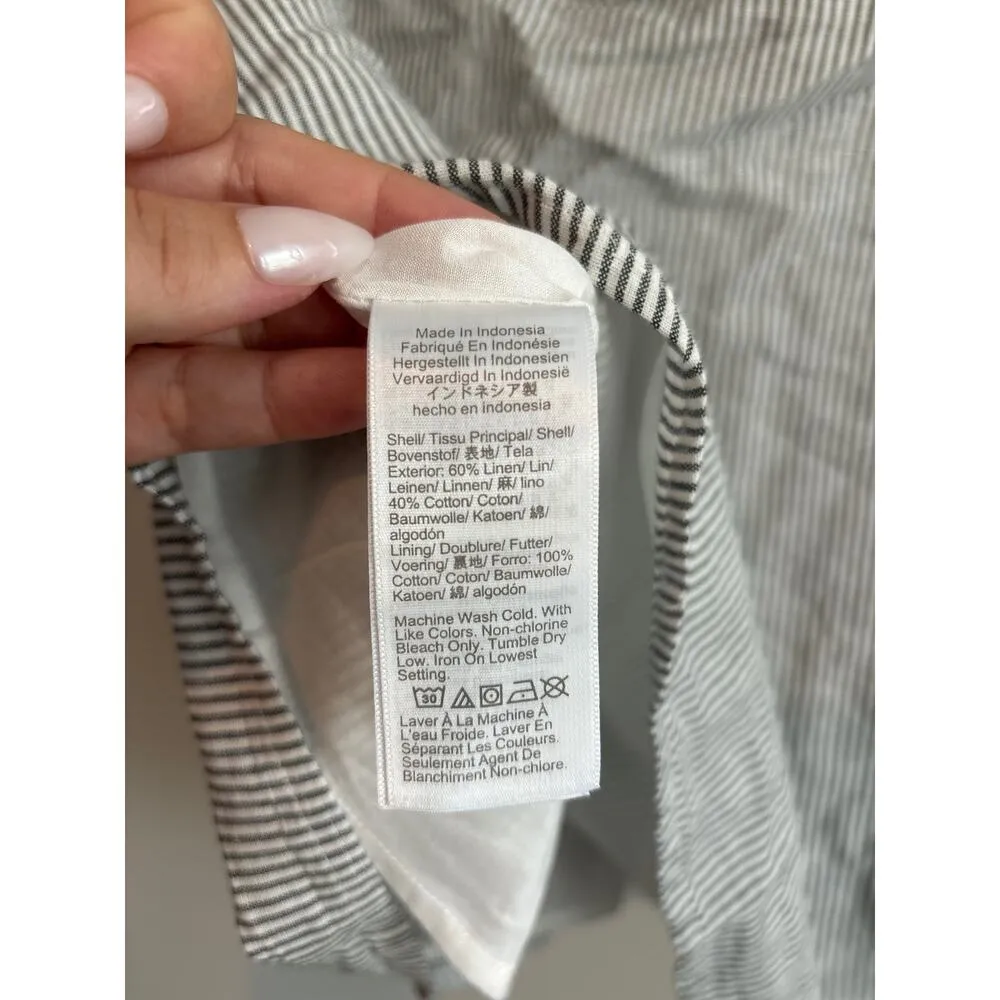 Made In Indonesia
Fabriqué En Indonésie
Hergestellt In Indonesien
Vervaardigd In Indonesië
インドネシア製
hecho en indonesia
Shell/ Tissu Principal/ Shell/
Bovenstof/ 表地/ Tela
Exterior: 60% Linen/ Lin/
Leinen/ Linnen/ 麻/ lino
40% Cotton/ Coton/
Baumwolle/ Katoen/ 綿/
algodón
Lining/ Doublure/ Futter/
Voering/ 裏地/ Forro: 100%
Cotton/ Coton/ Baumwolle/
Katoen/ 綿/ algodón
Machine Wash Cold. With
Like Colors. Non-chlorine
Bleach Only. Tumble Dry
Low. Iron On Lowest
Setting.
30
Laver À La Machine À
L'eau Froide. Laver En
Séparant Les Couleurs.
Seulement Agent De
Blanchiment Non-chlore.